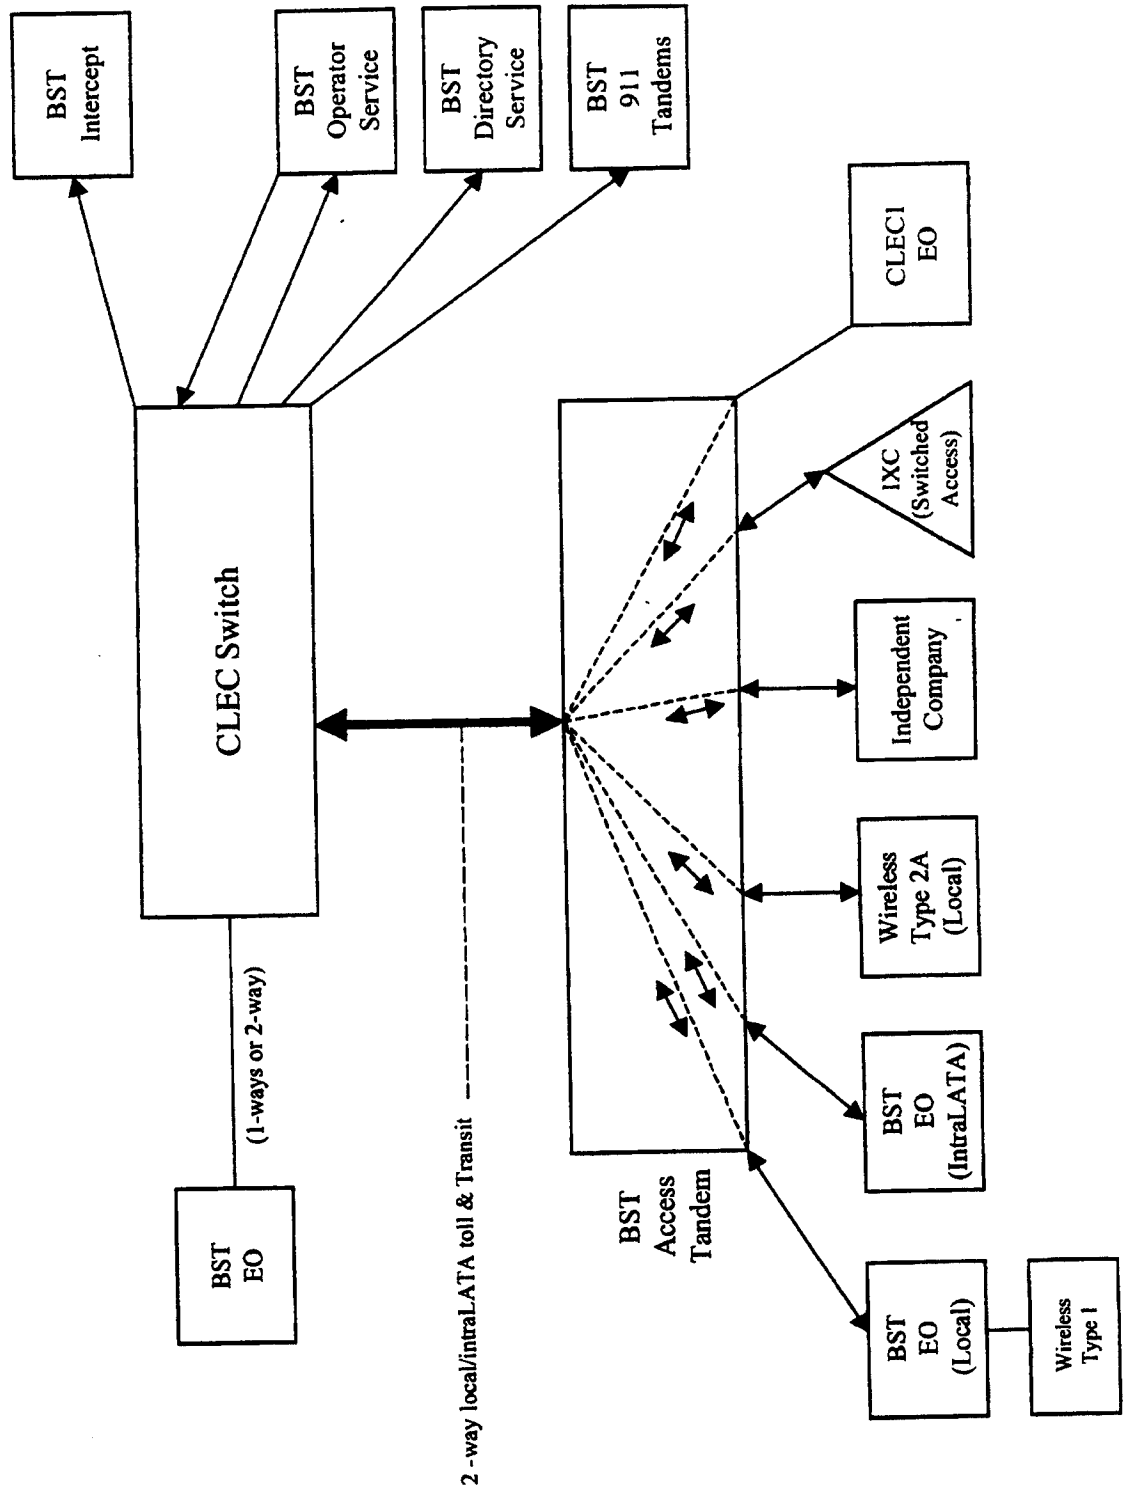 BST
Intercept
BST
Operator
Service
BST
Directory
Service
BST
911
Tandems
CLEC Switch
(1-ways or 2-way)
BST
EO
2 -way local/intraLATA toll & Transit
BST
Access
Tandem
CLEC1
EO
IXC
(Switched
Access)
Independent
Company
Wireless
Type 2A
(Local)
BST
EO
(IntraLATA)
BST
EO
(Local)
Wireless
Type 1